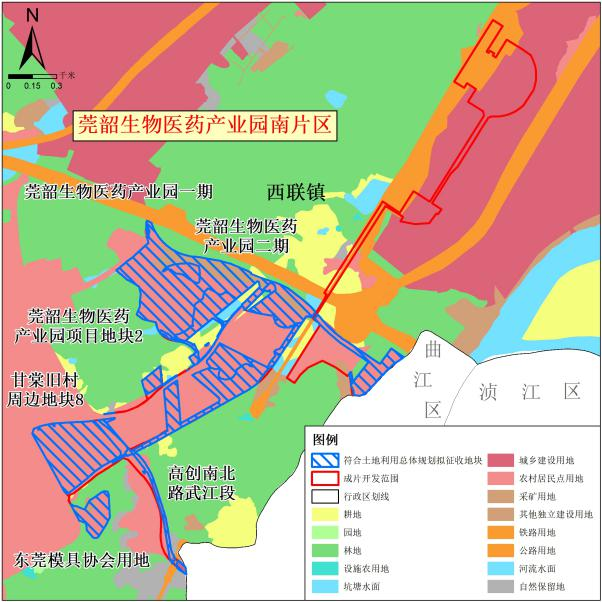 N
0 0.15 0.3 千米
莞韶生物医药产业园南片区
莞韶生物医药产业园一期
西联镇
莞韶生物医药
产业园二期
莞韶生物医药
产业园项目地块2
甘棠旧村
周边地块8
曲
江
区
浈江区
高创南北
路武江段
东莞模具协会用地
图例
符合土地利用总体规划拟征收地块
成片开发范围
行政区划线
耕地
园地
林地
设施农用地
坑塘水面
城乡建设用地
农村居民点用地
采矿用地
其他独立建设用地
铁路用地
公路用地
河流水面
自然保留地